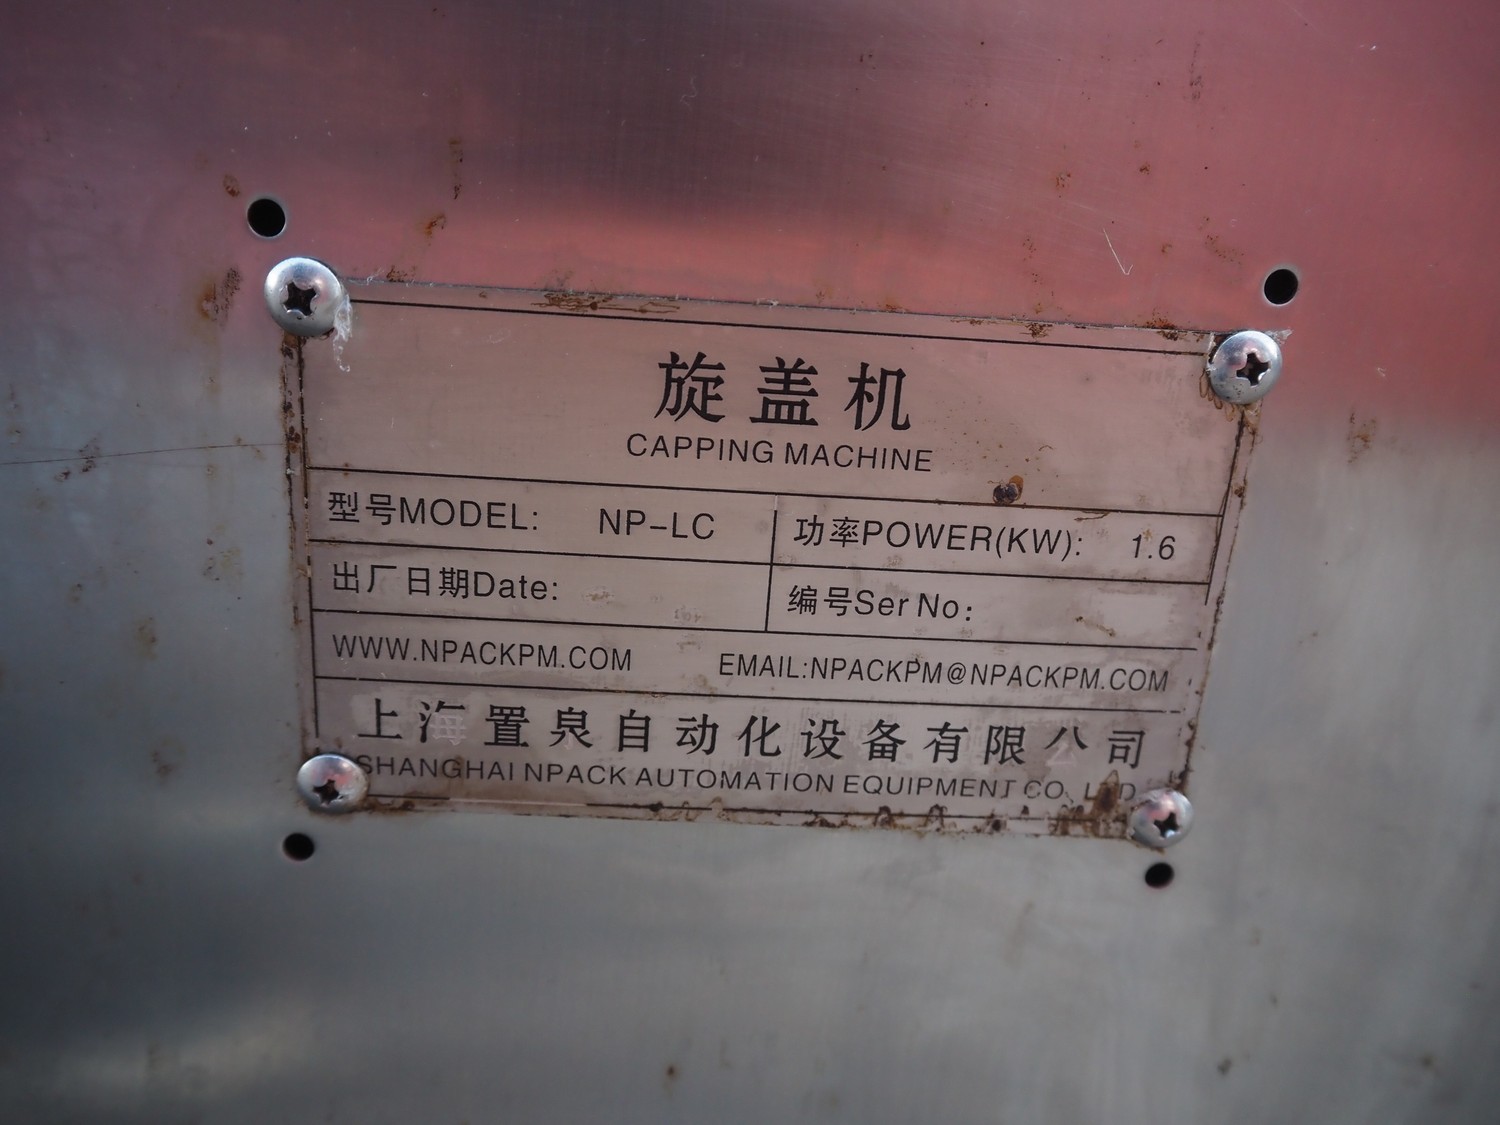 旋盖机
CAPPING MACHINE
型号MODEL: NP-LC 功率POWER(KW): 1.6
出厂日期Date: 编号Ser No:
WWW.NPACKPM.COM EMAIL:NPACKPM@NPACKPM.COM
上海置泉自动化设备有限公司
SHANGHAI NPACK AUTOMATION EQUIPMENT CO. LTD